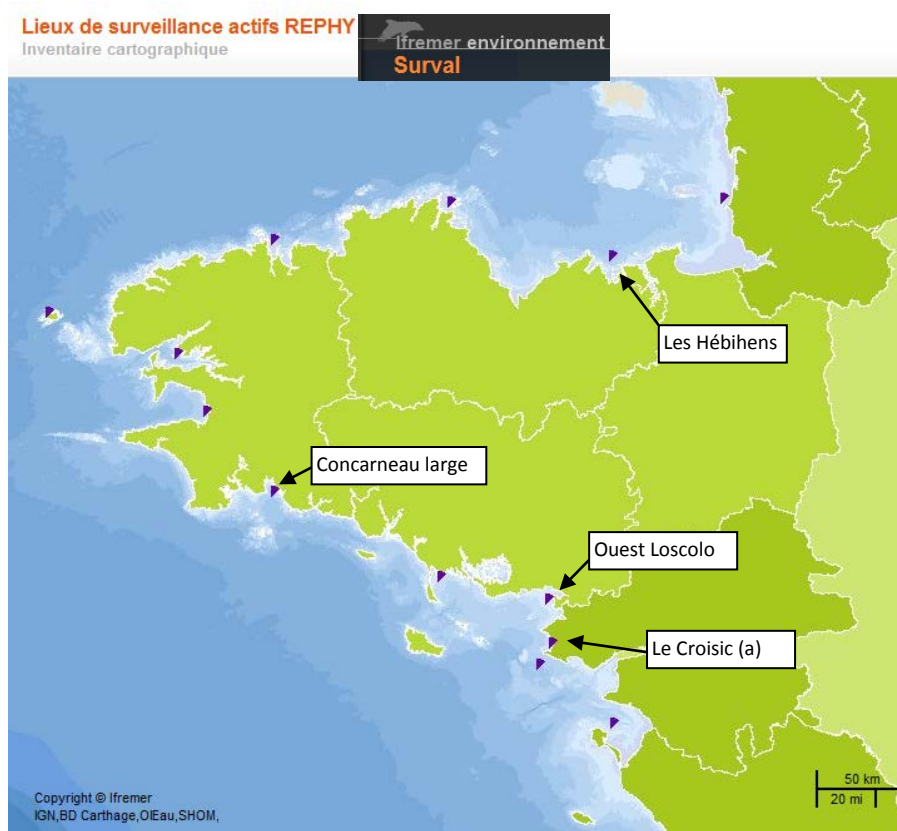 Lieux de surveillance actifs REPHY
Inventaire cartographique
Ifremer environnement
Surval
Les Hébihens
Concarneau large
Ouest Loscolo
Le Croisic (a)
50 km
20 mi
Copyright © Ifremer
IGN,BD Carthage,OIEau,SHOM,